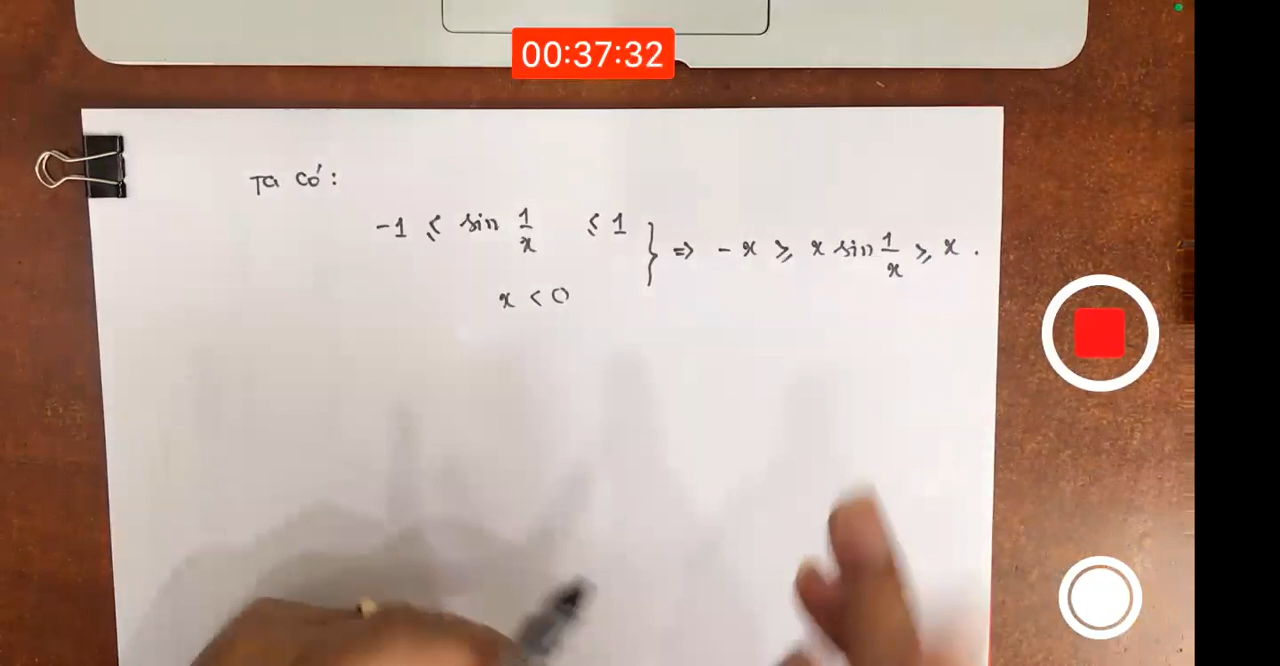 00:37:32
Ta có:
-1 ⩽ sin 1/x ⩽ 1 } => -x ⩾ x sin 1/x ⩾ x.
x < 0